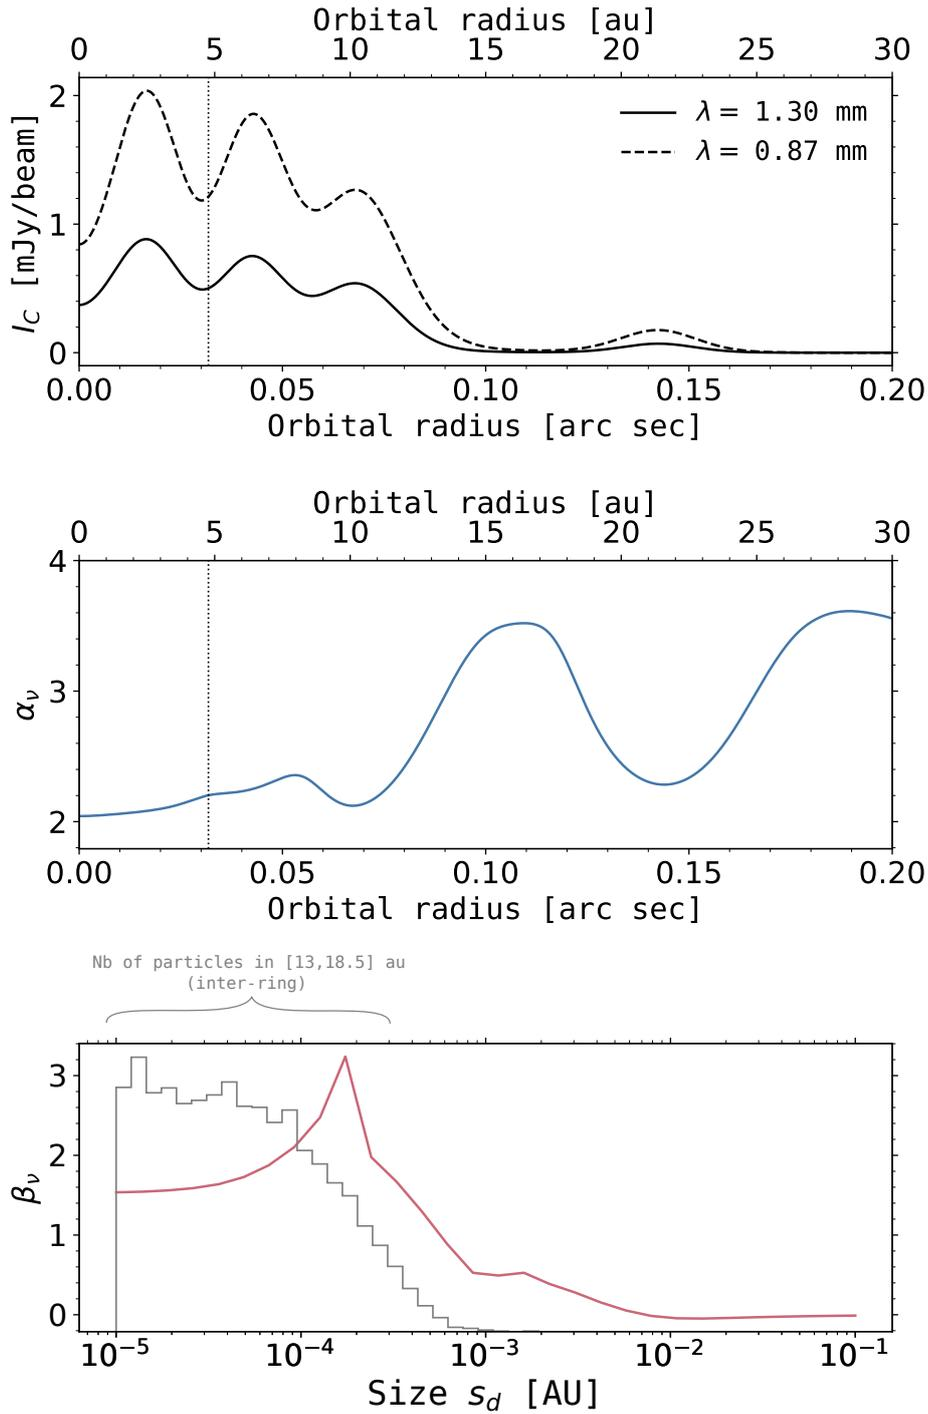 Orbital radius [au]
0 5 10 15 20 25 30
2
1
0
I_C [mJy/beam]
λ = 1.30 mm
λ = 0.87 mm
0.00 0.05 0.10 0.15 0.20
Orbital radius [arc sec]
Orbital radius [au]
0 5 10 15 20 25 30
4
3
2
α_ν
0.00 0.05 0.10 0.15 0.20
Orbital radius [arc sec]
Nb of particles in [13,18.5] au
(inter-ring)
3
2
1
0
β_ν
10⁻⁵ 10⁻⁴ 10⁻³ 10⁻² 10⁻¹
Size s_d [AU]